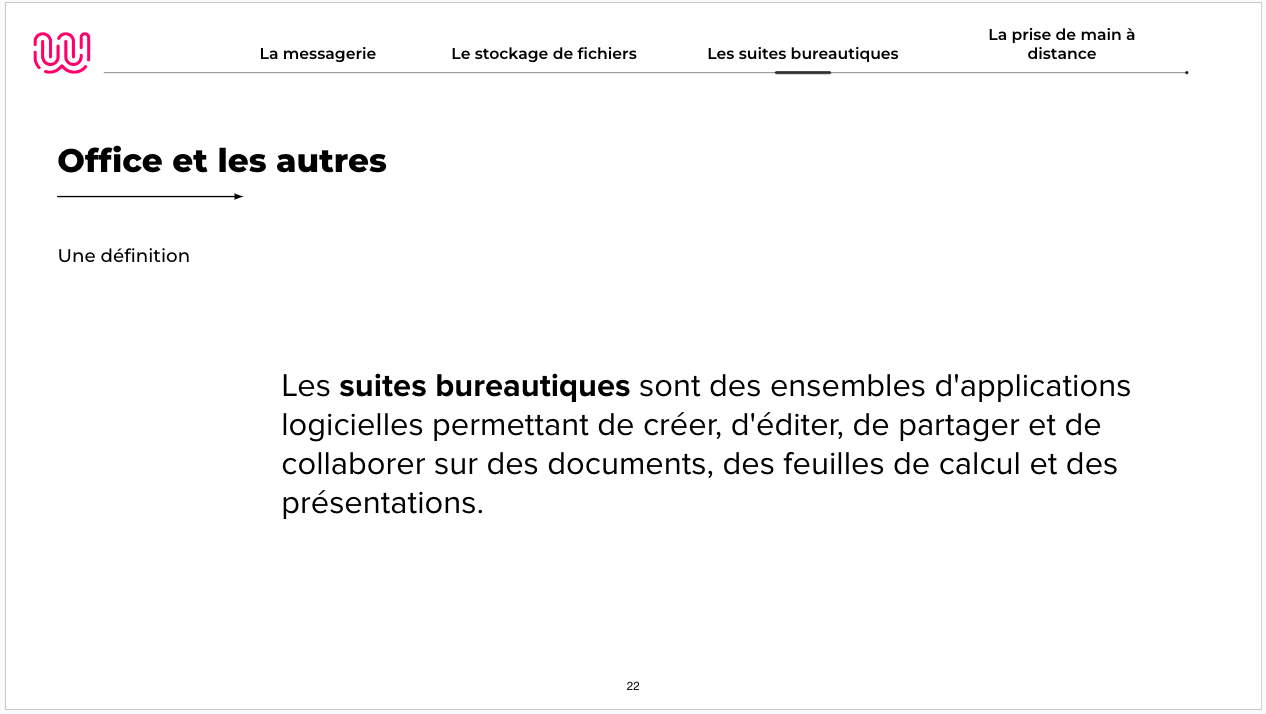 La messagerie
Le stockage de fichiers
Les suites bureautiques
La prise de main à
distance
Office et les autres
Une définition
Les suites bureautiques sont des ensembles d'applications
logicielles permettant de créer, d'éditer, de partager et de
collaborer sur des documents, des feuilles de calcul et des
présentations.
22